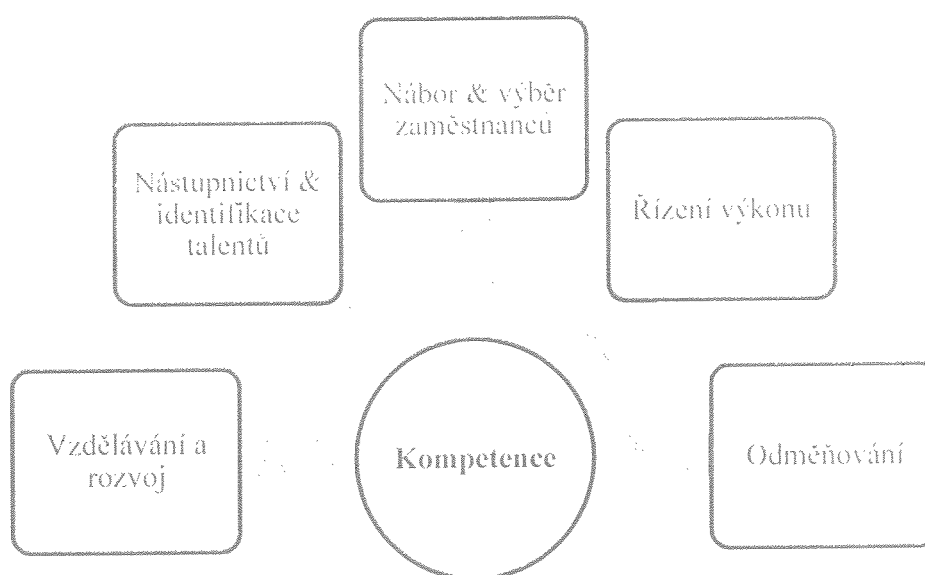 Nábor & výběr
zaměstnanců
Nástupnictví &
identifikace
talentů
Řízení výkonu
Vzdělávání a
rozvoj
Kompetence
Odměňování